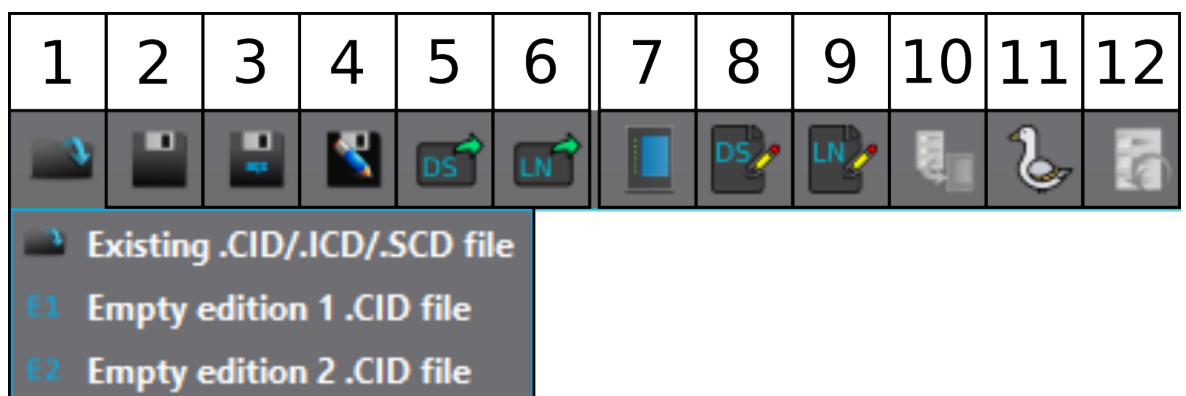 1 2 3 4 5 6 7 8 9 10 11 12
DS LN DS LN
Existing .CID/.ICD/.SCD file
E1 Empty edition 1 .CID file
E2 Empty edition 2 .CID file